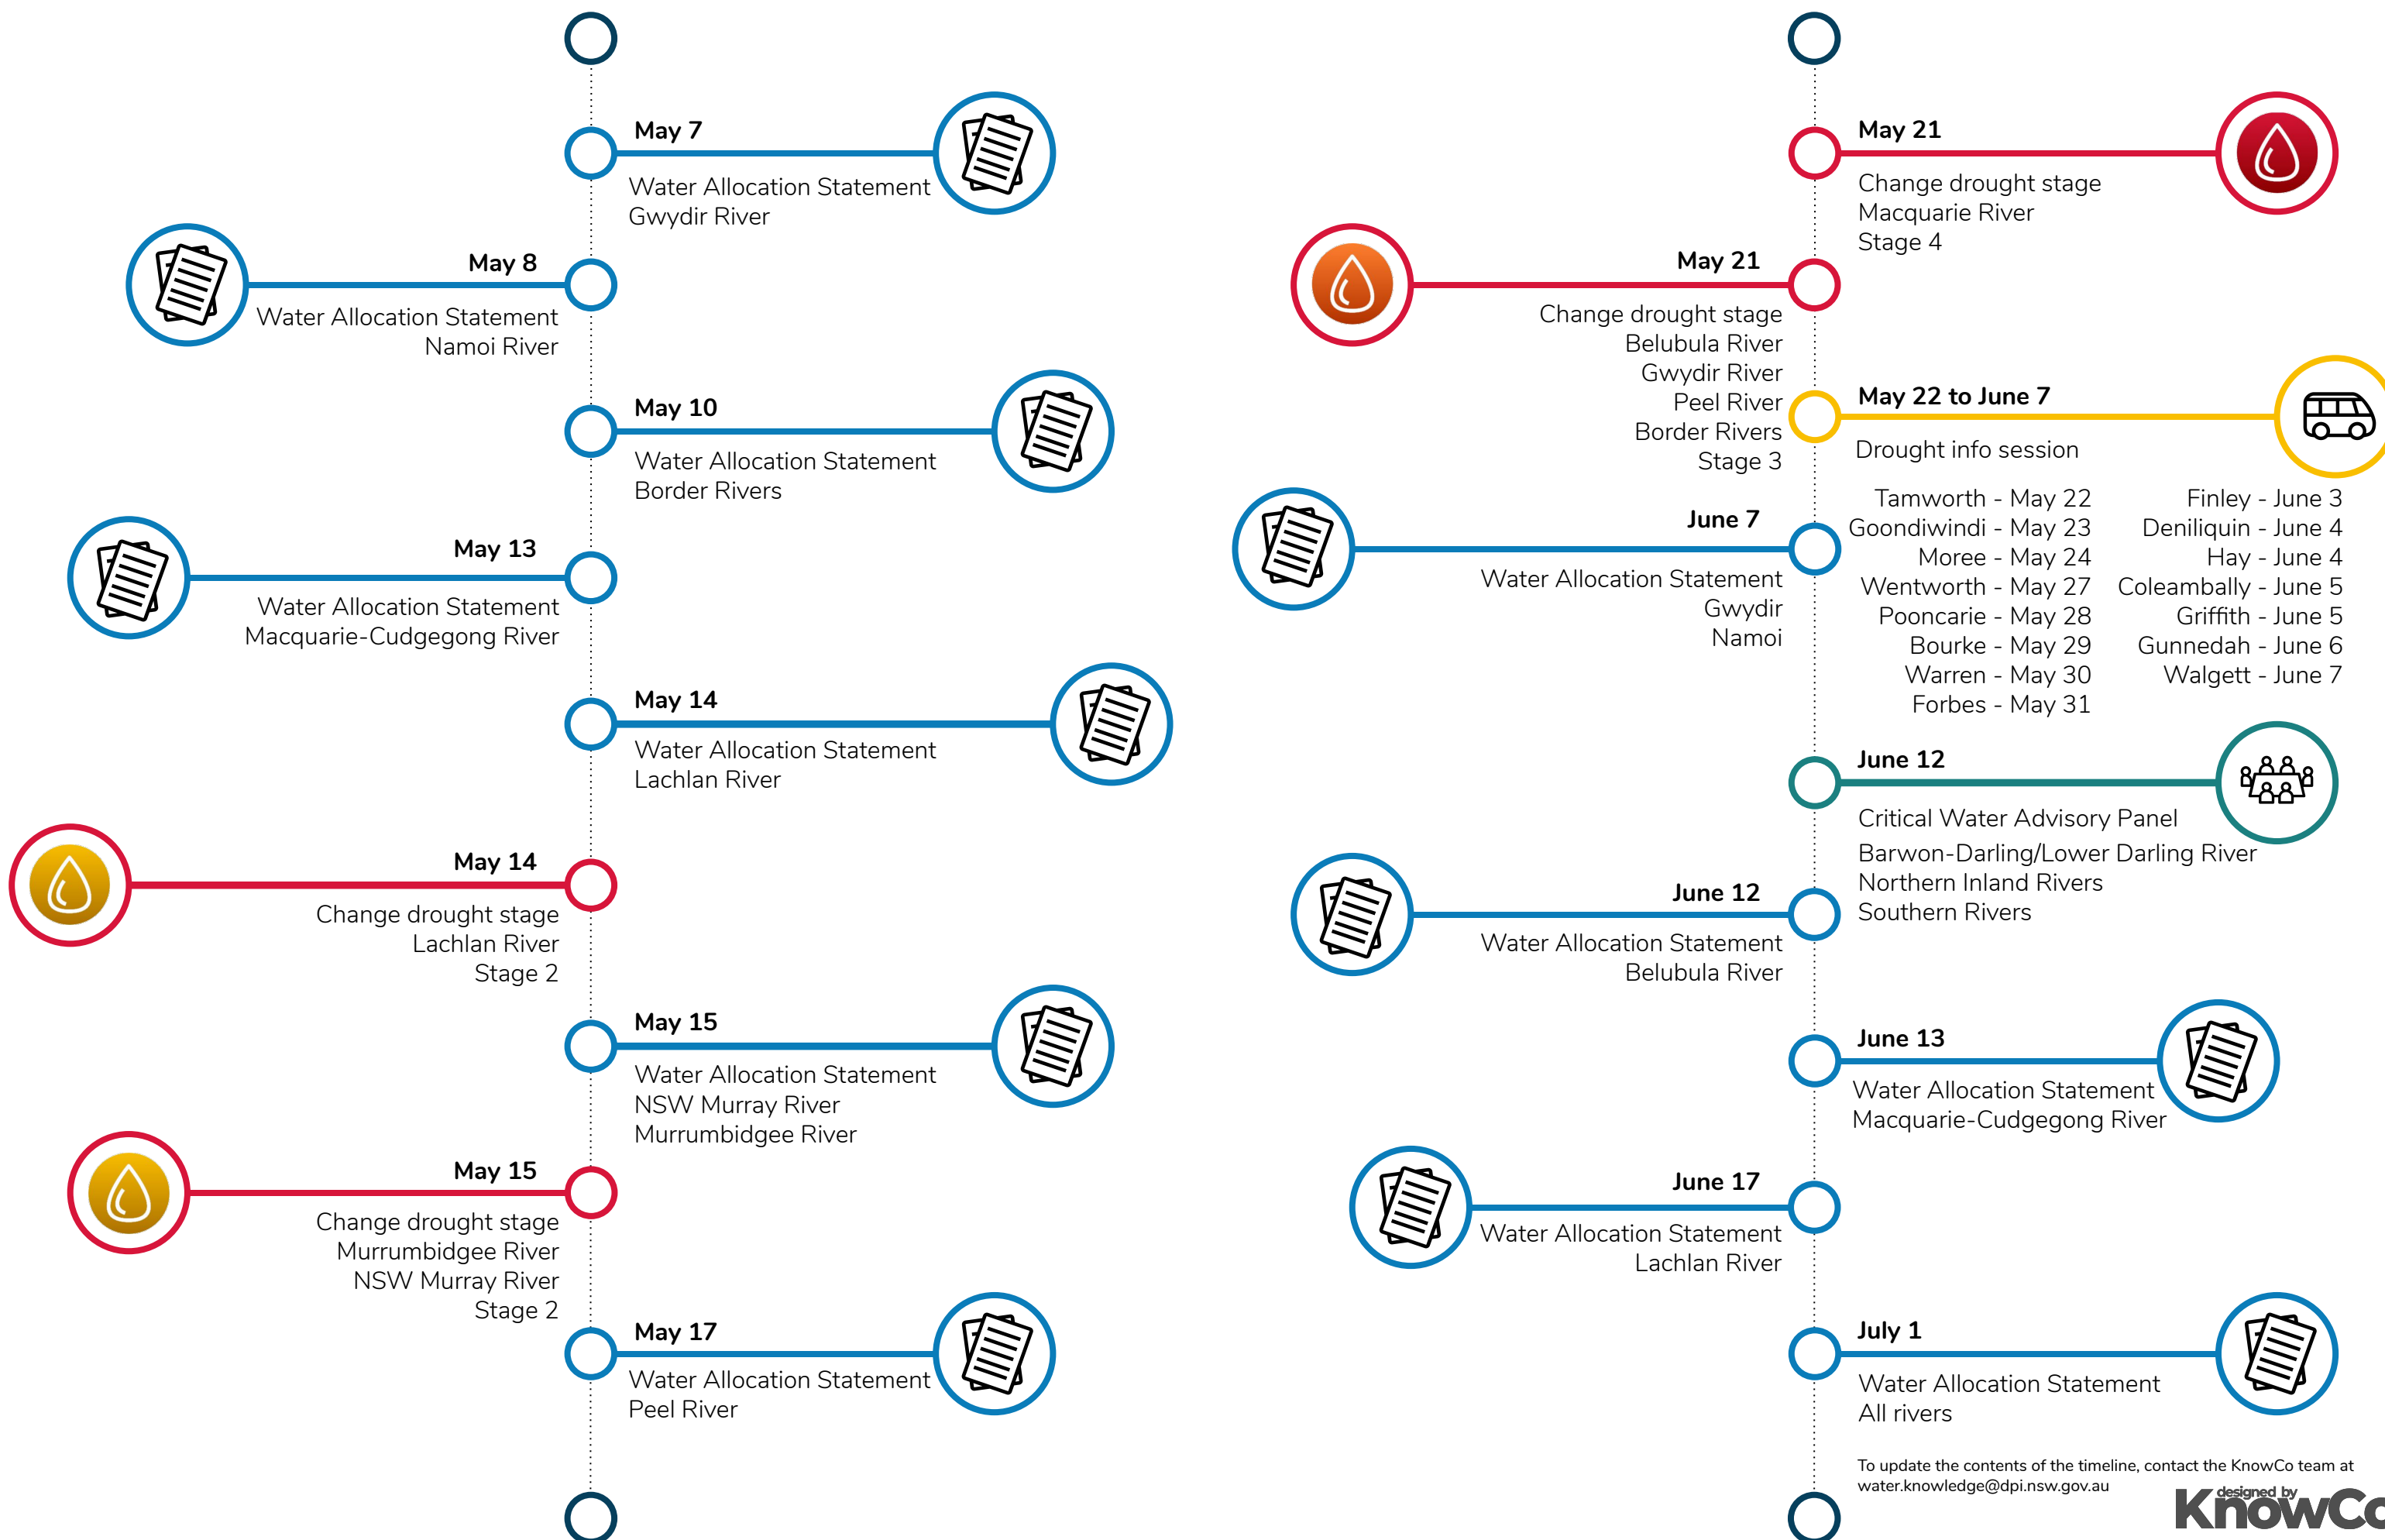 May 7
Water Allocation Statement
Gwydir River
May 8
Water Allocation Statement
Namoi River
May 10
Water Allocation Statement
Border Rivers
May 13
Water Allocation Statement
Macquarie-Cudgegong River
May 14
Water Allocation Statement
Lachlan River
May 14
Change drought stage
Lachlan River
Stage 2
May 15
Water Allocation Statement
NSW Murray River
Murrumbidgee River
May 15
Change drought stage
Murrumbidgee River
NSW Murray River
Stage 2
May 17
Water Allocation Statement
Peel River
May 21
Change drought stage
Macquarie River
Stage 4
May 21
Change drought stage
Belubula River
Gwydir River
Peel River
Border Rivers
Stage 3
May 22 to June 7
Drought info session
Tamworth - May 22
Goondiwindi - May 23
Moree - May 24
Wentworth - May 27
Pooncarie - May 28
Bourke - May 29
Warren - May 30
Forbes - May 31
Finley - June 3
Deniliquin - June 4
Hay - June 4
Coleambally - June 5
Griffith - June 5
Gunnedah - June 6
Walgett - June 7
June 7
Water Allocation Statement
Gwydir
Namoi
June 12
Critical Water Advisory Panel
Barwon-Darling/Lower Darling River
Northern Inland Rivers
Southern Rivers
June 12
Water Allocation Statement
Belubula River
June 13
Water Allocation Statement
Macquarie-Cudgegong River
June 17
Water Allocation Statement
Lachlan River
July 1
Water Allocation Statement
All rivers
To update the contents of the timeline, contact the KnowCo team at
water.knowledge@dpi.nsw.gov.au
designed by
KnowCo